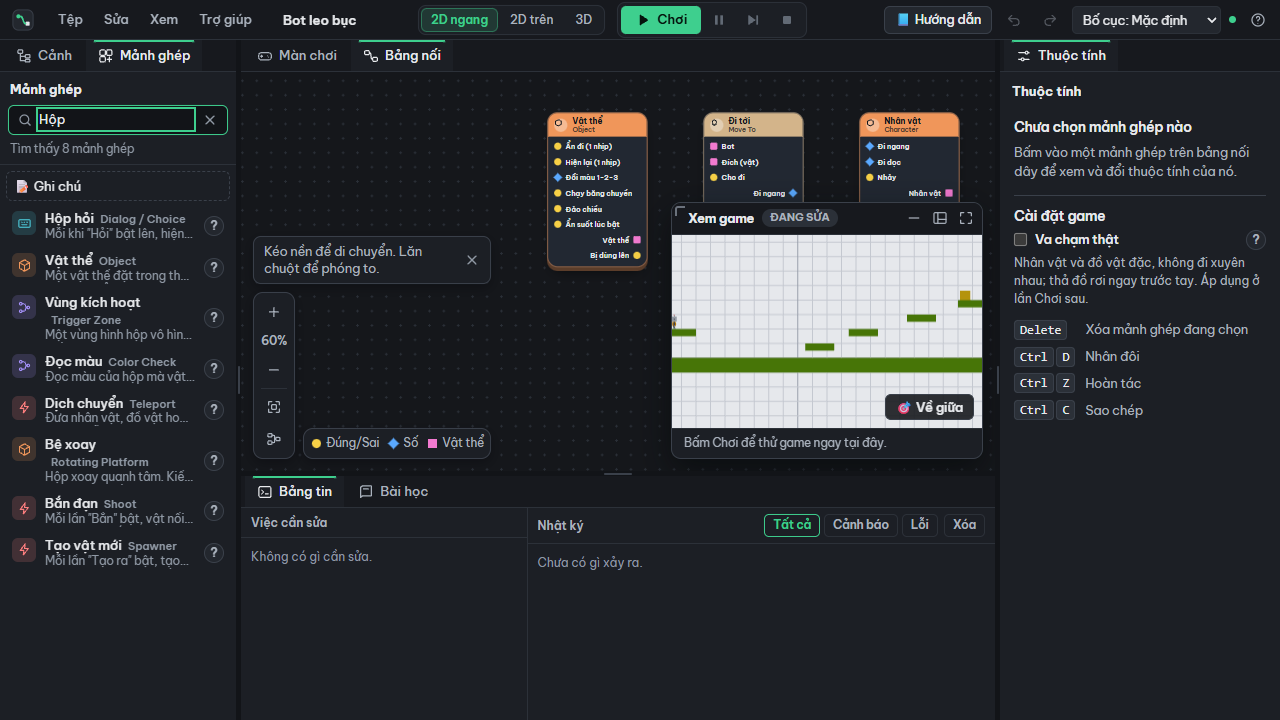 Tệp Sửa Xem Trợ giúp Bot leo bục 2D ngang 2D trên 3D Chơi 📘 Hướng dẫn Bố cục: Mặc định
Cảnh Mảnh ghép
Màn chơi Bảng nối
Thuộc tính
Mảnh ghép
Hộp
Tìm thấy 8 mảnh ghép
📝 Ghi chú
Hộp hỏi Dialog / Choice
Mỗi khi "Hỏi" bật lên, hiện...
?
Vật thể Object
Một vật thể đặt trong th...
?
Vùng kích hoạt
Trigger Zone
Một vùng hình hộp vô hìn...
?
Đọc màu Color Check
Đọc màu của hộp mà vật...
?
Dịch chuyển Teleport
Đưa nhân vật, đồ vật ho...
?
Bệ xoay
Rotating Platform
Hộp xoay quanh tâm. Kiế...
?
Bắn đạn Shoot
Mỗi lần "Bắn" bật, vật nối...
?
Tạo vật mới Spawner
Mỗi lần "Tạo ra" bật, tạo...
?
Vật thể
Object
Ẩn đi (1 nhịp)
Hiện lại (1 nhịp)
Đổi màu 1-2-3
Chạy băng chuyền
Đảo chiều
Ẩn suốt lúc bật
Vật thể
Bị dùng lên
Đi tới
Move To
Bot
Đích (vật)
Cho đi
Đi ngang
Nhân vật
Character
Đi ngang
Đi dọc
Nhảy
Nhân vật
Kéo nền để di chuyển. Lăn
chuột để phóng to.
60%
Đúng/Sai Số Vật thể
Xem game ĐANG SỬA
🎯 Về giữa
Bấm Chơi để thử game ngay tại đây.
Bảng tin Bài học
Việc cần sửa
Không có gì cần sửa.
Nhật ký Tất cả Cảnh báo Lỗi Xóa
Chưa có gì xảy ra.
Thuộc tính
Chưa chọn mảnh ghép nào
Bấm vào một mảnh ghép trên bảng nối
dây để xem và đổi thuộc tính của nó.
Cài đặt game
Va chạm thật ?
Nhân vật và đồ vật đặc, không đi xuyên
nhau; thả đồ rơi ngay trước tay. Áp dụng ở
lần Chơi sau.
Delete Xóa mảnh ghép đang chọn
Ctrl D Nhân đôi
Ctrl Z Hoàn tác
Ctrl C Sao chép